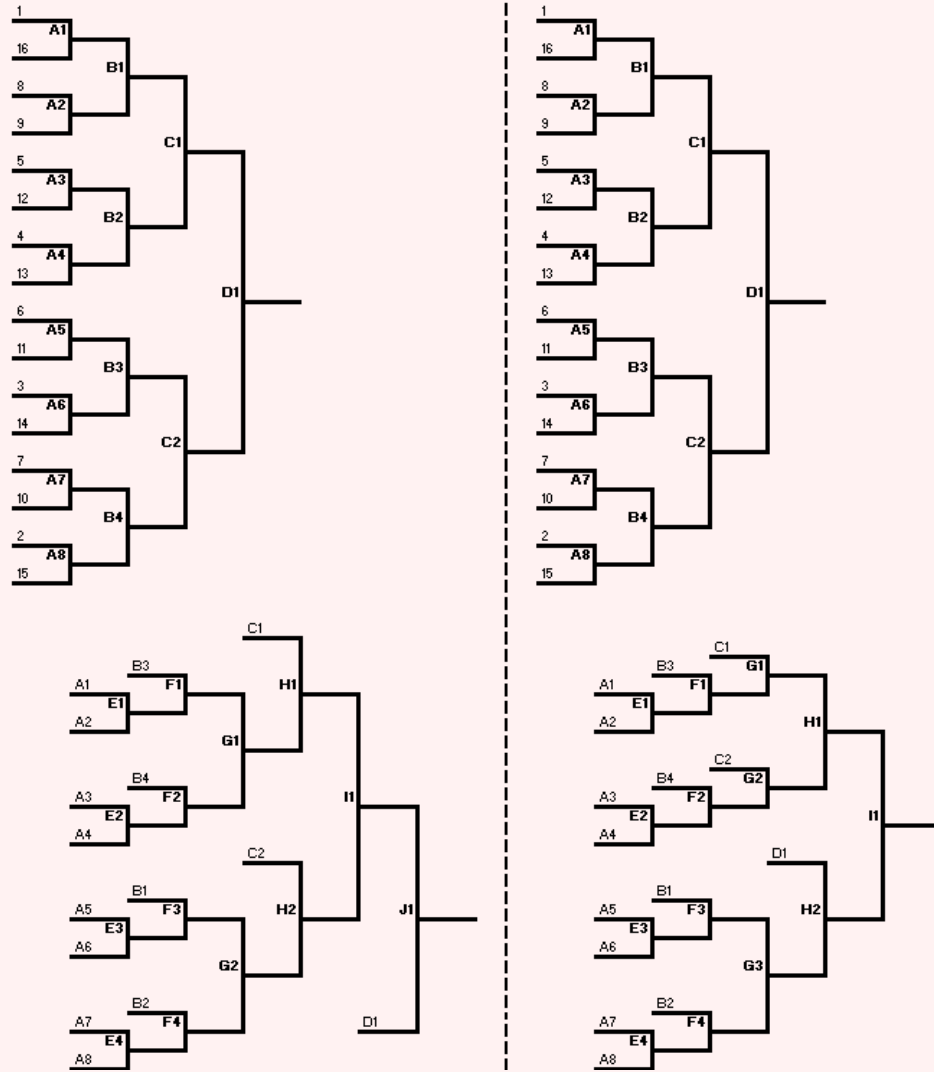 1
A1
16
B1
8
A2
9
C1
5
A3
12
B2
4
A4
13
D1
6
A5
11
B3
3
A6
14
C2
7
A7
10
B4
2
A8
15
C1
B3
A1
F1
H1
E1
A2
G1
B4
I1
A3
F2
E2
A4
C2
B1
A5
F3
H2
J1
E3
A6
G2
B2
A7
F4
D1
E4
A8
1
A1
16
B1
8
A2
9
C1
5
A3
12
B2
4
A4
13
D1
6
A5
11
B3
3
A6
14
C2
7
A7
10
B4
2
A8
15
C1
B3
G1
A1
F1
E1
A2
H1
C2
B4
G2
A3
F2
E2
I1
A4
D1
B1
A5
F3
H2
E3
A6
G3
B2
A7
F4
E4
A8